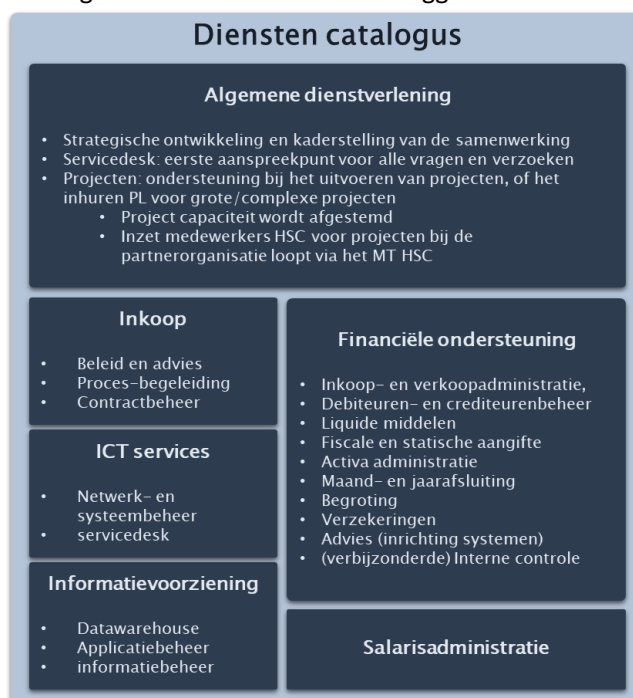 Diensten catalogus
Algemene dienstverlening
• Strategische ontwikkeling en kaderstelling van de samenwerking
• Servicedesk: eerste aanspreekpunt voor alle vragen en verzoeken
• Projecten: ondersteuning bij het uitvoeren van projecten, of het
inhuren PL voor grote/complexe projecten
• Project capaciteit wordt afgestemd
• Inzet medewerkers HSC voor projecten bij de
partnerorganisatie loopt via het MT HSC
Inkoop
• Beleid en advies
• Proces-begeleiding
• Contractbeheer
ICT services
• Netwerk- en
systeembeheer
• servicedesk
Informatievoorziening
• Datawarehouse
• Applicatiebeheer
• informatiebeheer
Financiële ondersteuning
• Inkoop- en verkoopadministratie,
• Debiteuren- en crediteurenbeheer
• Liquide middelen
• Fiscale en statische aangifte
• Activa administratie
• Maand- en jaarafsluiting
• Begroting
• Verzekeringen
• Advies (inrichting systemen)
• (verbijzonderde) Interne controle
Salarisadministratie